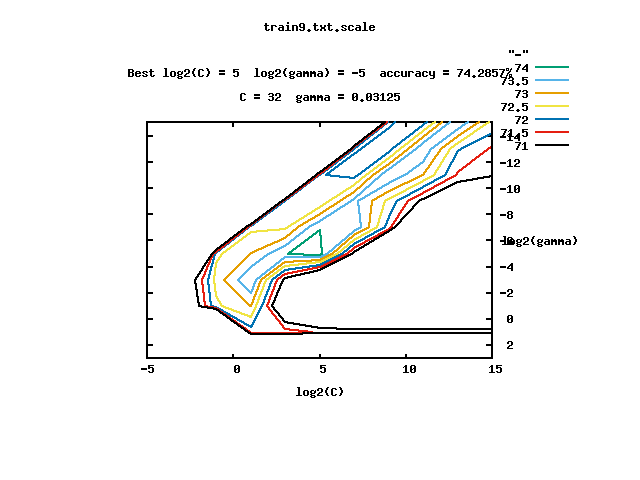 train9.txt.scale
"-"
Best log2(C) = 5 log2(gamma) = -5 accuracy = 74.2857%
74
73.5
C = 32 gamma = 0.03125
73
72.5
72
71.5
71
-14
-12
-10
-8
-6
log2(gamma)
-4
-2
0
2
-5 0 5 10 15
log2(C)